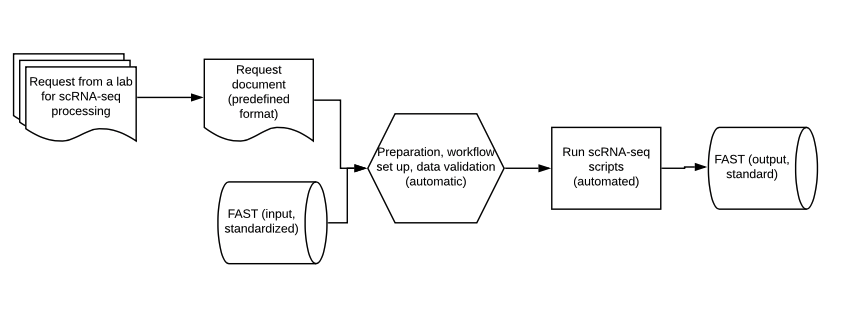 Request from a lab
for scRNA-seq
processing
Request
document
(predefined
format)
Preparation, workflow
set up, data validation
(automatic)
FAST (input,
standardized)
Run scRNA-seq
scripts
(automated)
FAST (output,
standard)